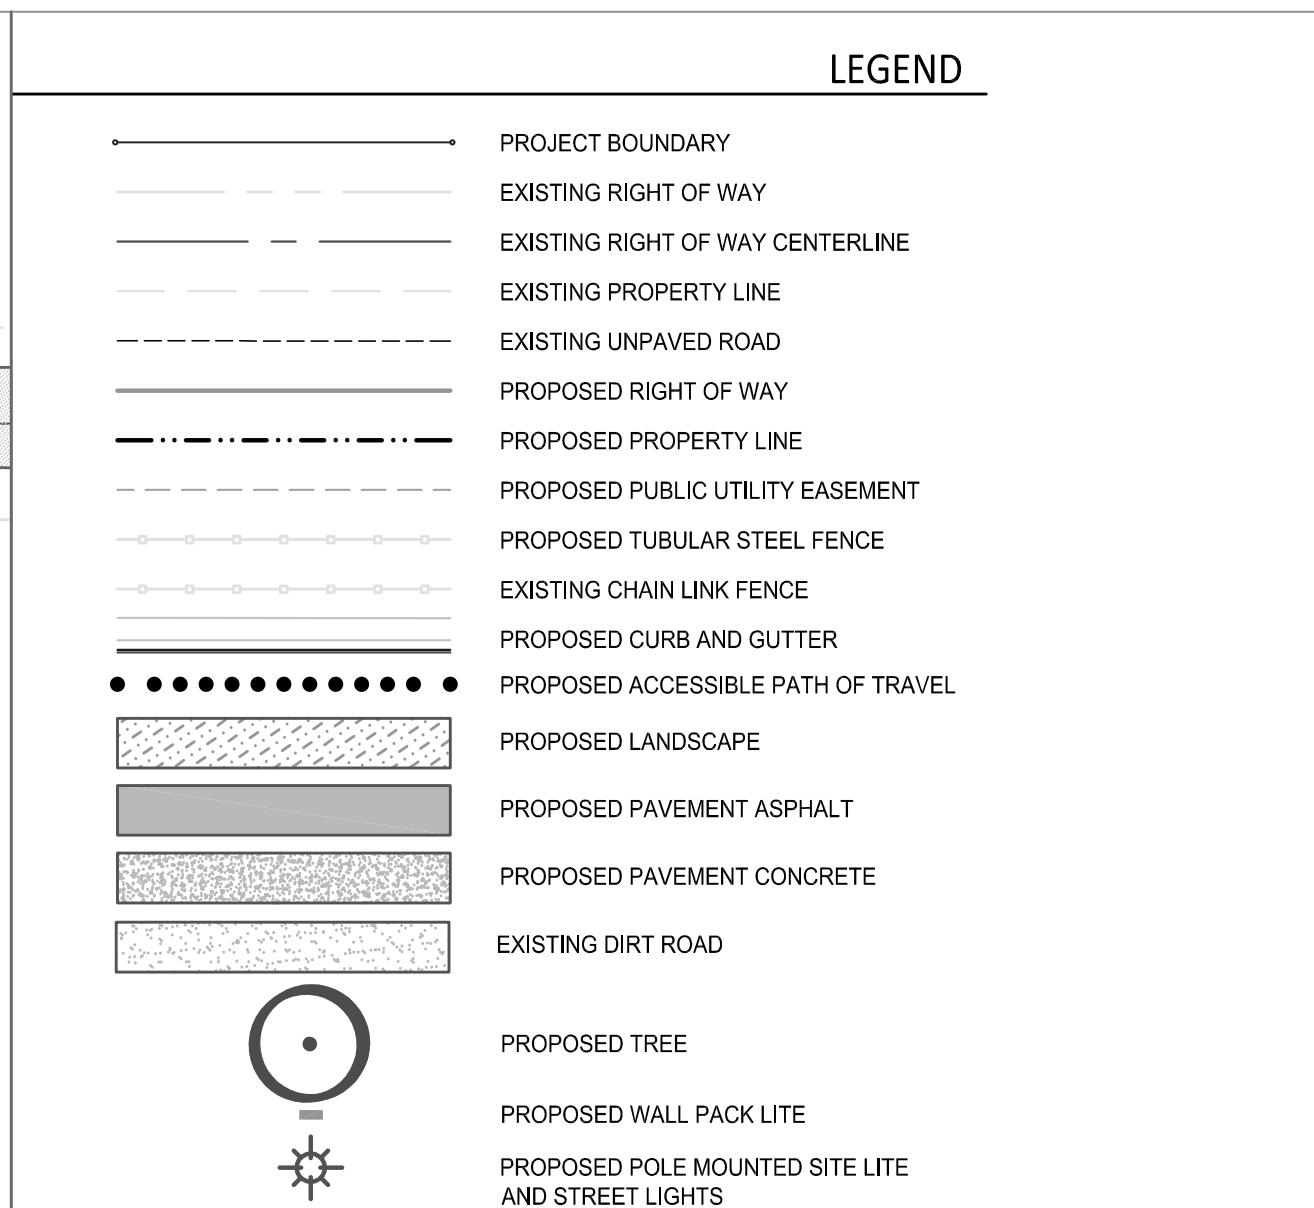 LEGEND
PROJECT BOUNDARY
EXISTING RIGHT OF WAY
EXISTING RIGHT OF WAY CENTERLINE
EXISTING PROPERTY LINE
EXISTING UNPAVED ROAD
PROPOSED RIGHT OF WAY
PROPOSED PROPERTY LINE
PROPOSED PUBLIC UTILITY EASEMENT
PROPOSED TUBULAR STEEL FENCE
EXISTING CHAIN LINK FENCE
PROPOSED CURB AND GUTTER
PROPOSED ACCESSIBLE PATH OF TRAVEL
PROPOSED LANDSCAPE
PROPOSED PAVEMENT ASPHALT
PROPOSED PAVEMENT CONCRETE
EXISTING DIRT ROAD
PROPOSED TREE
PROPOSED WALL PACK LITE
PROPOSED POLE MOUNTED SITE LITE
AND STREET LIGHTS